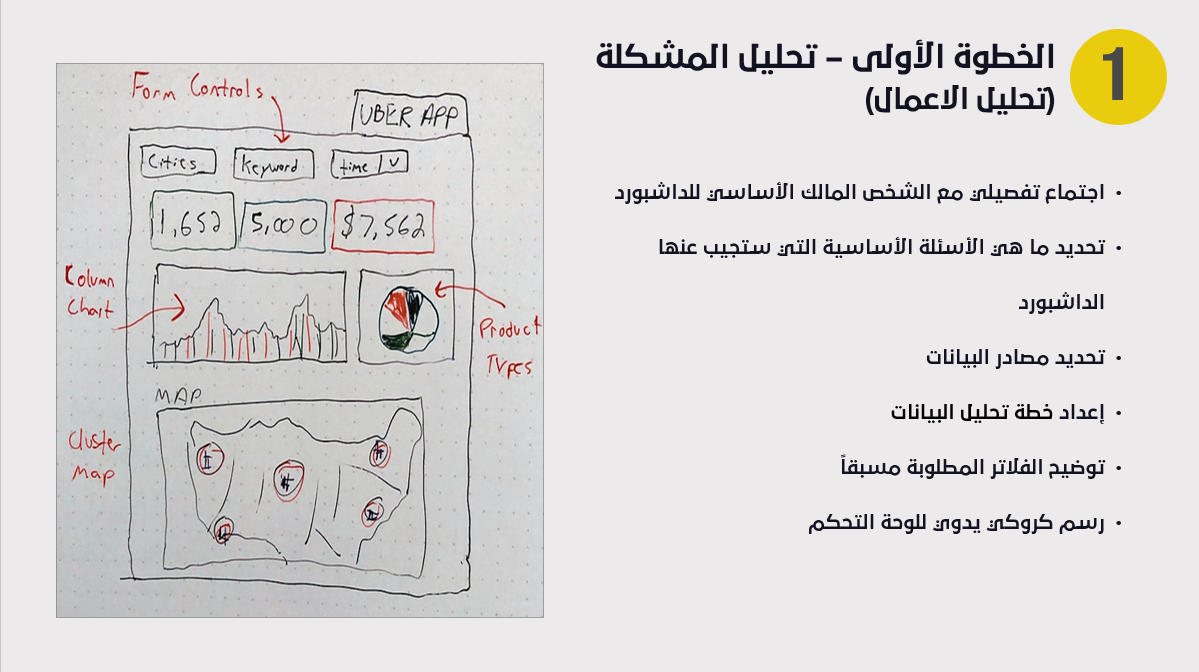 1
الخطوة الأولى – تحليل المشكلة
(تحليل الاعمال)
• اجتماع تفصيلي مع الشخص المالك الأساسي للداشبورد
• تحديد ما هي الأسئلة الأساسية التي ستجيب عنها
الداشبورد
• تحديد مصادر البيانات
• إعداد خطة تحليل البيانات
• توضيح الفلاتر المطلوبة مسبقاً
• رسم كروكي يدوي للوحة التحكم
Form Controls
UBER APP
Cities Keyword time V
1,652 5,000 $7,562
Column
Chart
Product
Types
MAP
Cluster
Map